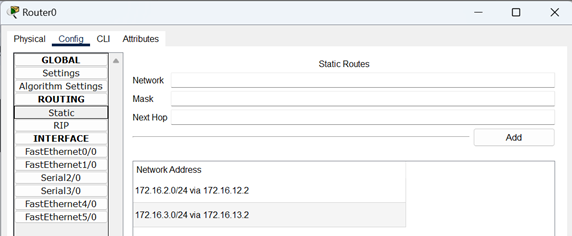 Router0
Physical Config CLI Attributes
GLOBAL
Settings
Algorithm Settings
ROUTING
Static
RIP
INTERFACE
FastEthernet0/0
FastEthernet1/0
Serial2/0
Serial3/0
FastEthernet4/0
FastEthernet5/0
Static Routes
Network
Mask
Next Hop
Add
Network Address
172.16.2.0/24 via 172.16.12.2
172.16.3.0/24 via 172.16.13.2